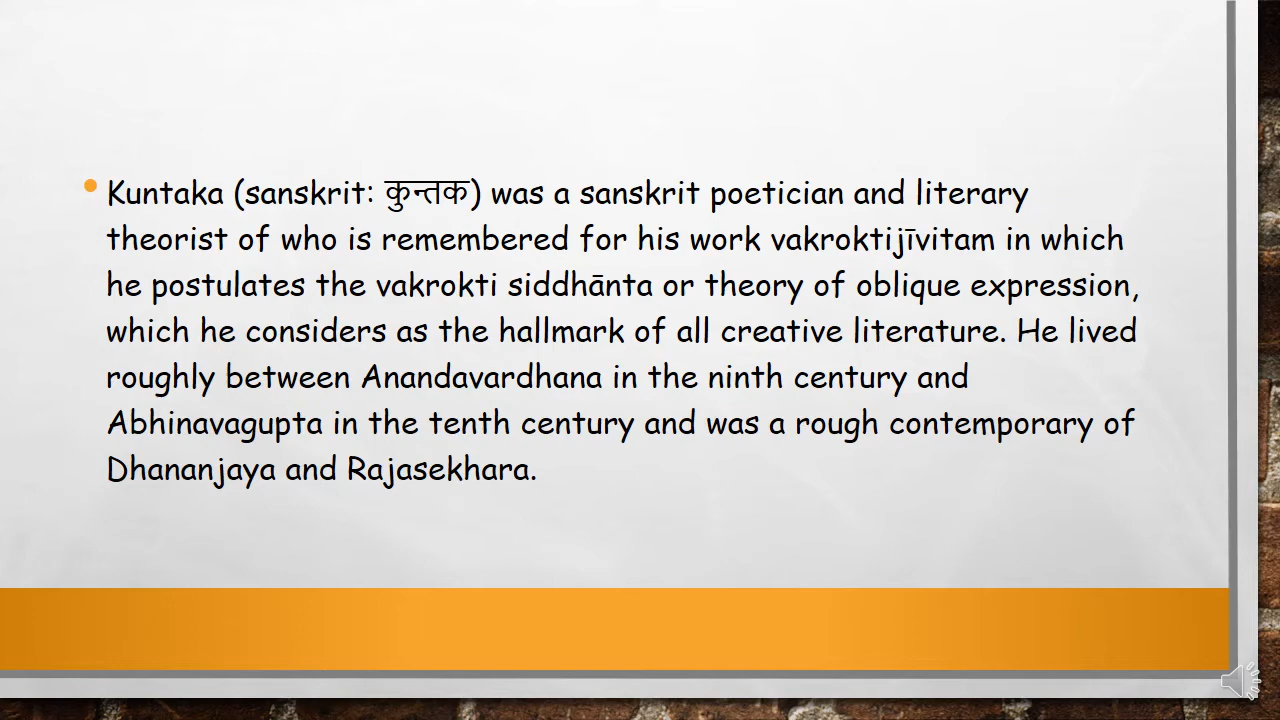 • Kuntaka (sanskrit: कुन्तक) was a sanskrit poetician and literary
theorist of who is remembered for his work vakroktijīvitam in which
he postulates the vakrokti siddhānta or theory of oblique expression,
which he considers as the hallmark of all creative literature. He lived
roughly between Anandavardhana in the ninth century and
Abhinavagupta in the tenth century and was a rough contemporary of
Dhananjaya and Rajasekhara.